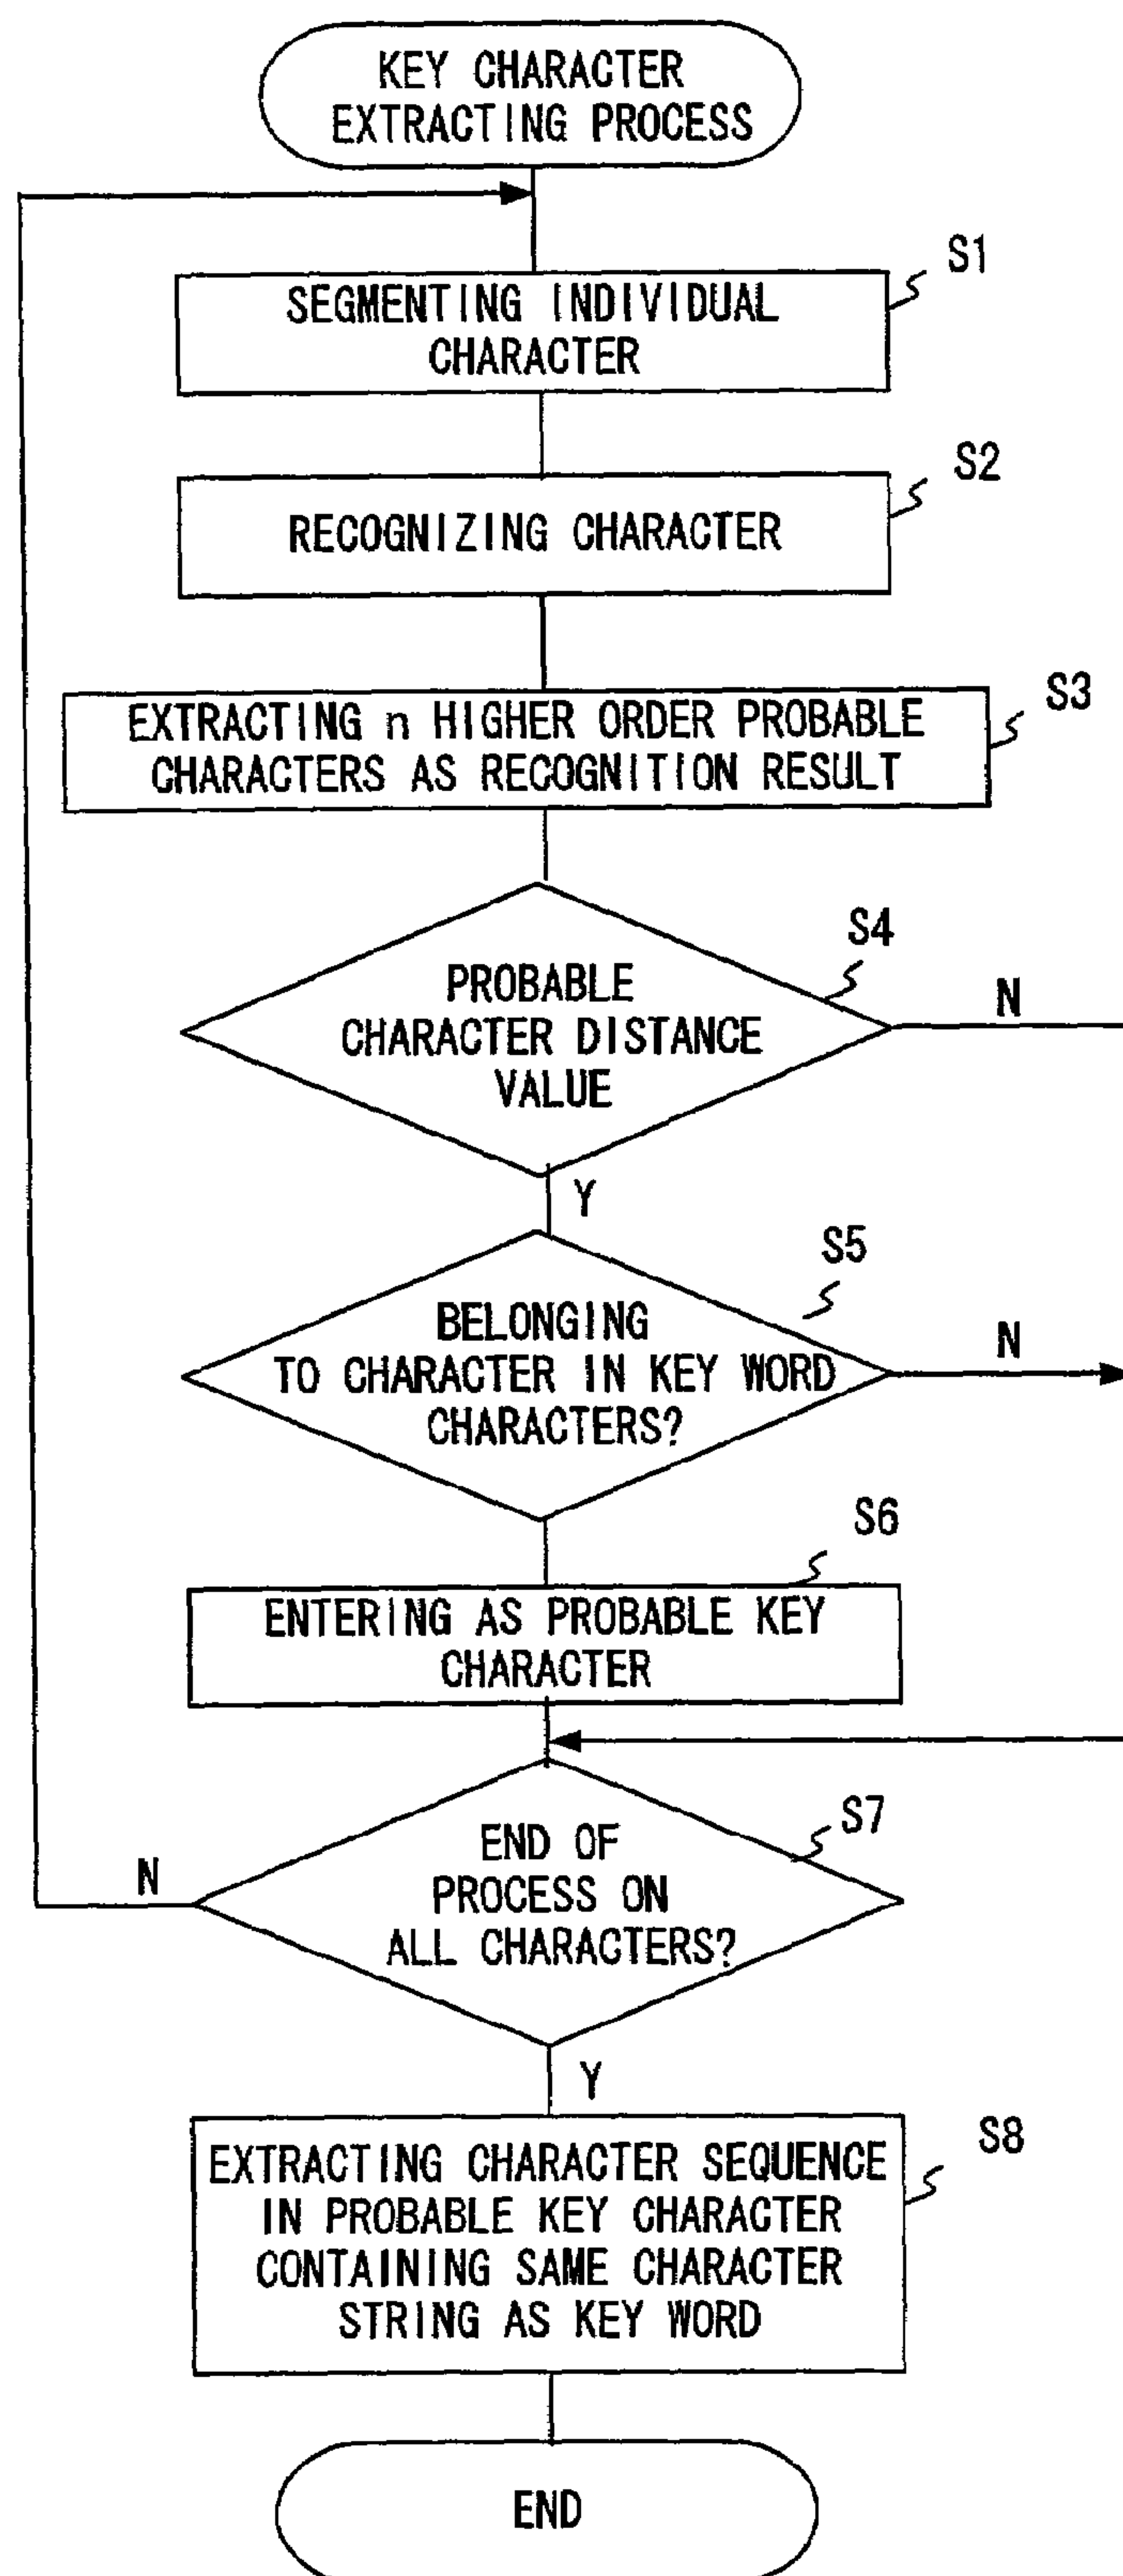 KEY CHARACTER
EXTRACTING PROCESS
S1
SEGMENTING INDIVIDUAL
CHARACTER
S2
RECOGNIZING CHARACTER
S3
EXTRACTING n HIGHER ORDER PROBABLE
CHARACTERS AS RECOGNITION RESULT
S4
PROBABLE
CHARACTER DISTANCE
VALUE
N
Y
S5
BELONGING
TO CHARACTER IN KEY WORD
CHARACTERS?
N
S6
ENTERING AS PROBABLE KEY
CHARACTER
S7
END OF
PROCESS ON
ALL CHARACTERS?
N
Y
S8
EXTRACTING CHARACTER SEQUENCE
IN PROBABLE KEY CHARACTER
CONTAINING SAME CHARACTER
STRING AS KEY WORD
END